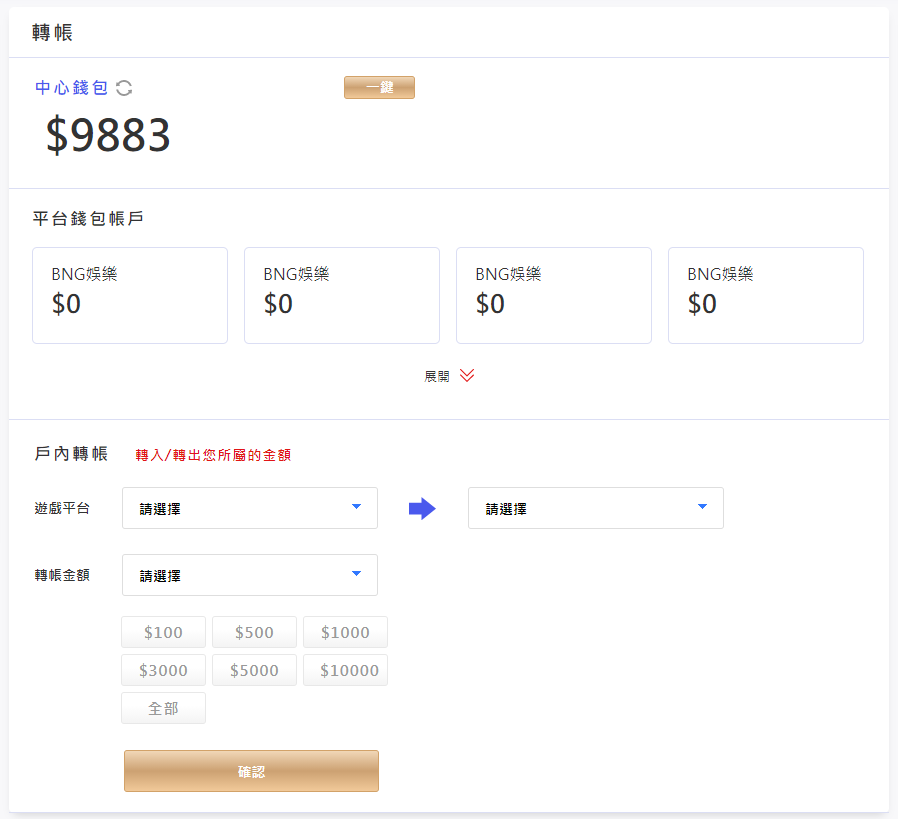 轉帳
中心錢包
一鍵
$9883
平台錢包帳戶
BNG娛樂 BNG娛樂 BNG娛樂 BNG娛樂
$0 $0 $0 $0
展開
戶內轉帳 轉入/轉出您所屬的金額
遊戲平台 請選擇 請選擇
轉帳金額 請選擇
$100 $500 $1000
$3000 $5000 $10000
全部
確認